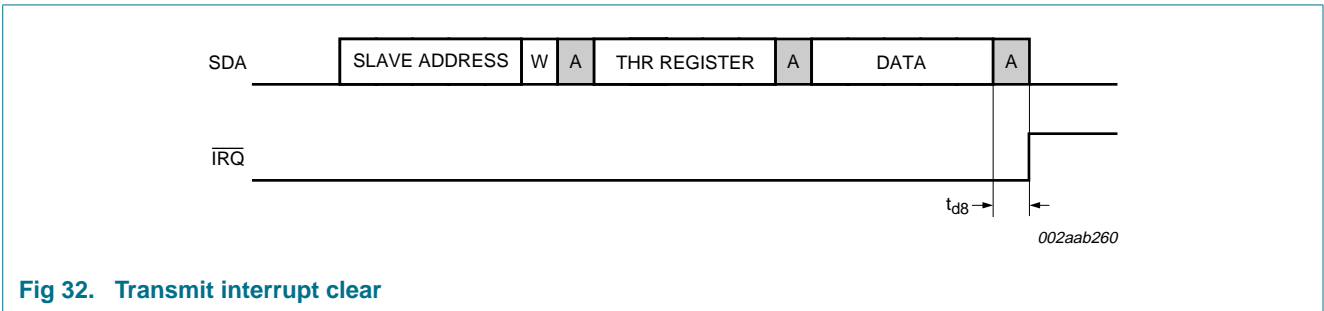 SDA SLAVE ADDRESS W A THR REGISTER A DATA A
IRQ
td8
002aab260
Fig 32. Transmit interrupt clear